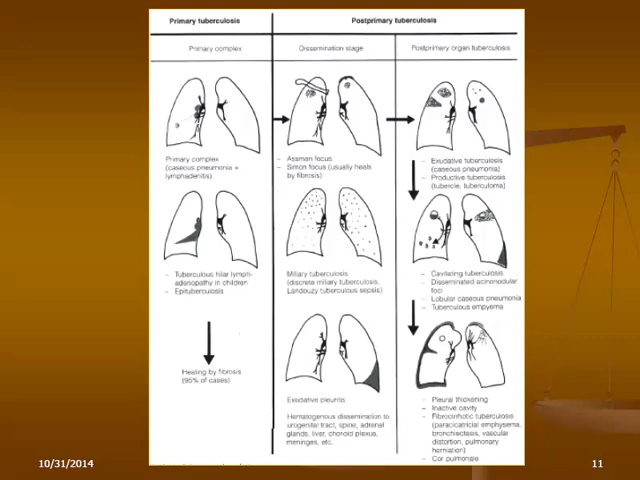 Primary tuberculosis
Postprimary tuberculosis
Primary complex
Dissemination stage
Postprimary organ tuberculosis
Primary complex
(caseous pneumonia +
lymphadenitis)
– Assman focus
– Simon focus (usually heals
by fibrosis)
– Exudative tuberculosis
(caseous pneumonia)
– Productive tuberculosis
(tubercle, tuberculoma)
– Tuberculous hilar lymph-
adenopathy in children
– Epituberculosis
Miliary tuberculosis
(discrete miliary tuberculosis,
Landouzy tuberculous sepsis)
– Cavitating tuberculosis
– Disseminated acinonodular
foci
– Lobular caseous pneumonia
– Tuberculous empyema
Healing by fibrosis
(95% of cases)
Exudative pleuritis
Hematogenous dissemination to
urogenital tract, spine, adrenal
glands, liver, choroid plexus,
meninges, etc.
– Pleural thickening
– Inactive cavity
– Fibrocirrhotic tuberculosis
(paracicatricial emphysema,
bronchiectasis, vascular
distortion, pulmonary
herniation)
– Cor pulmonale
10/31/2014
11